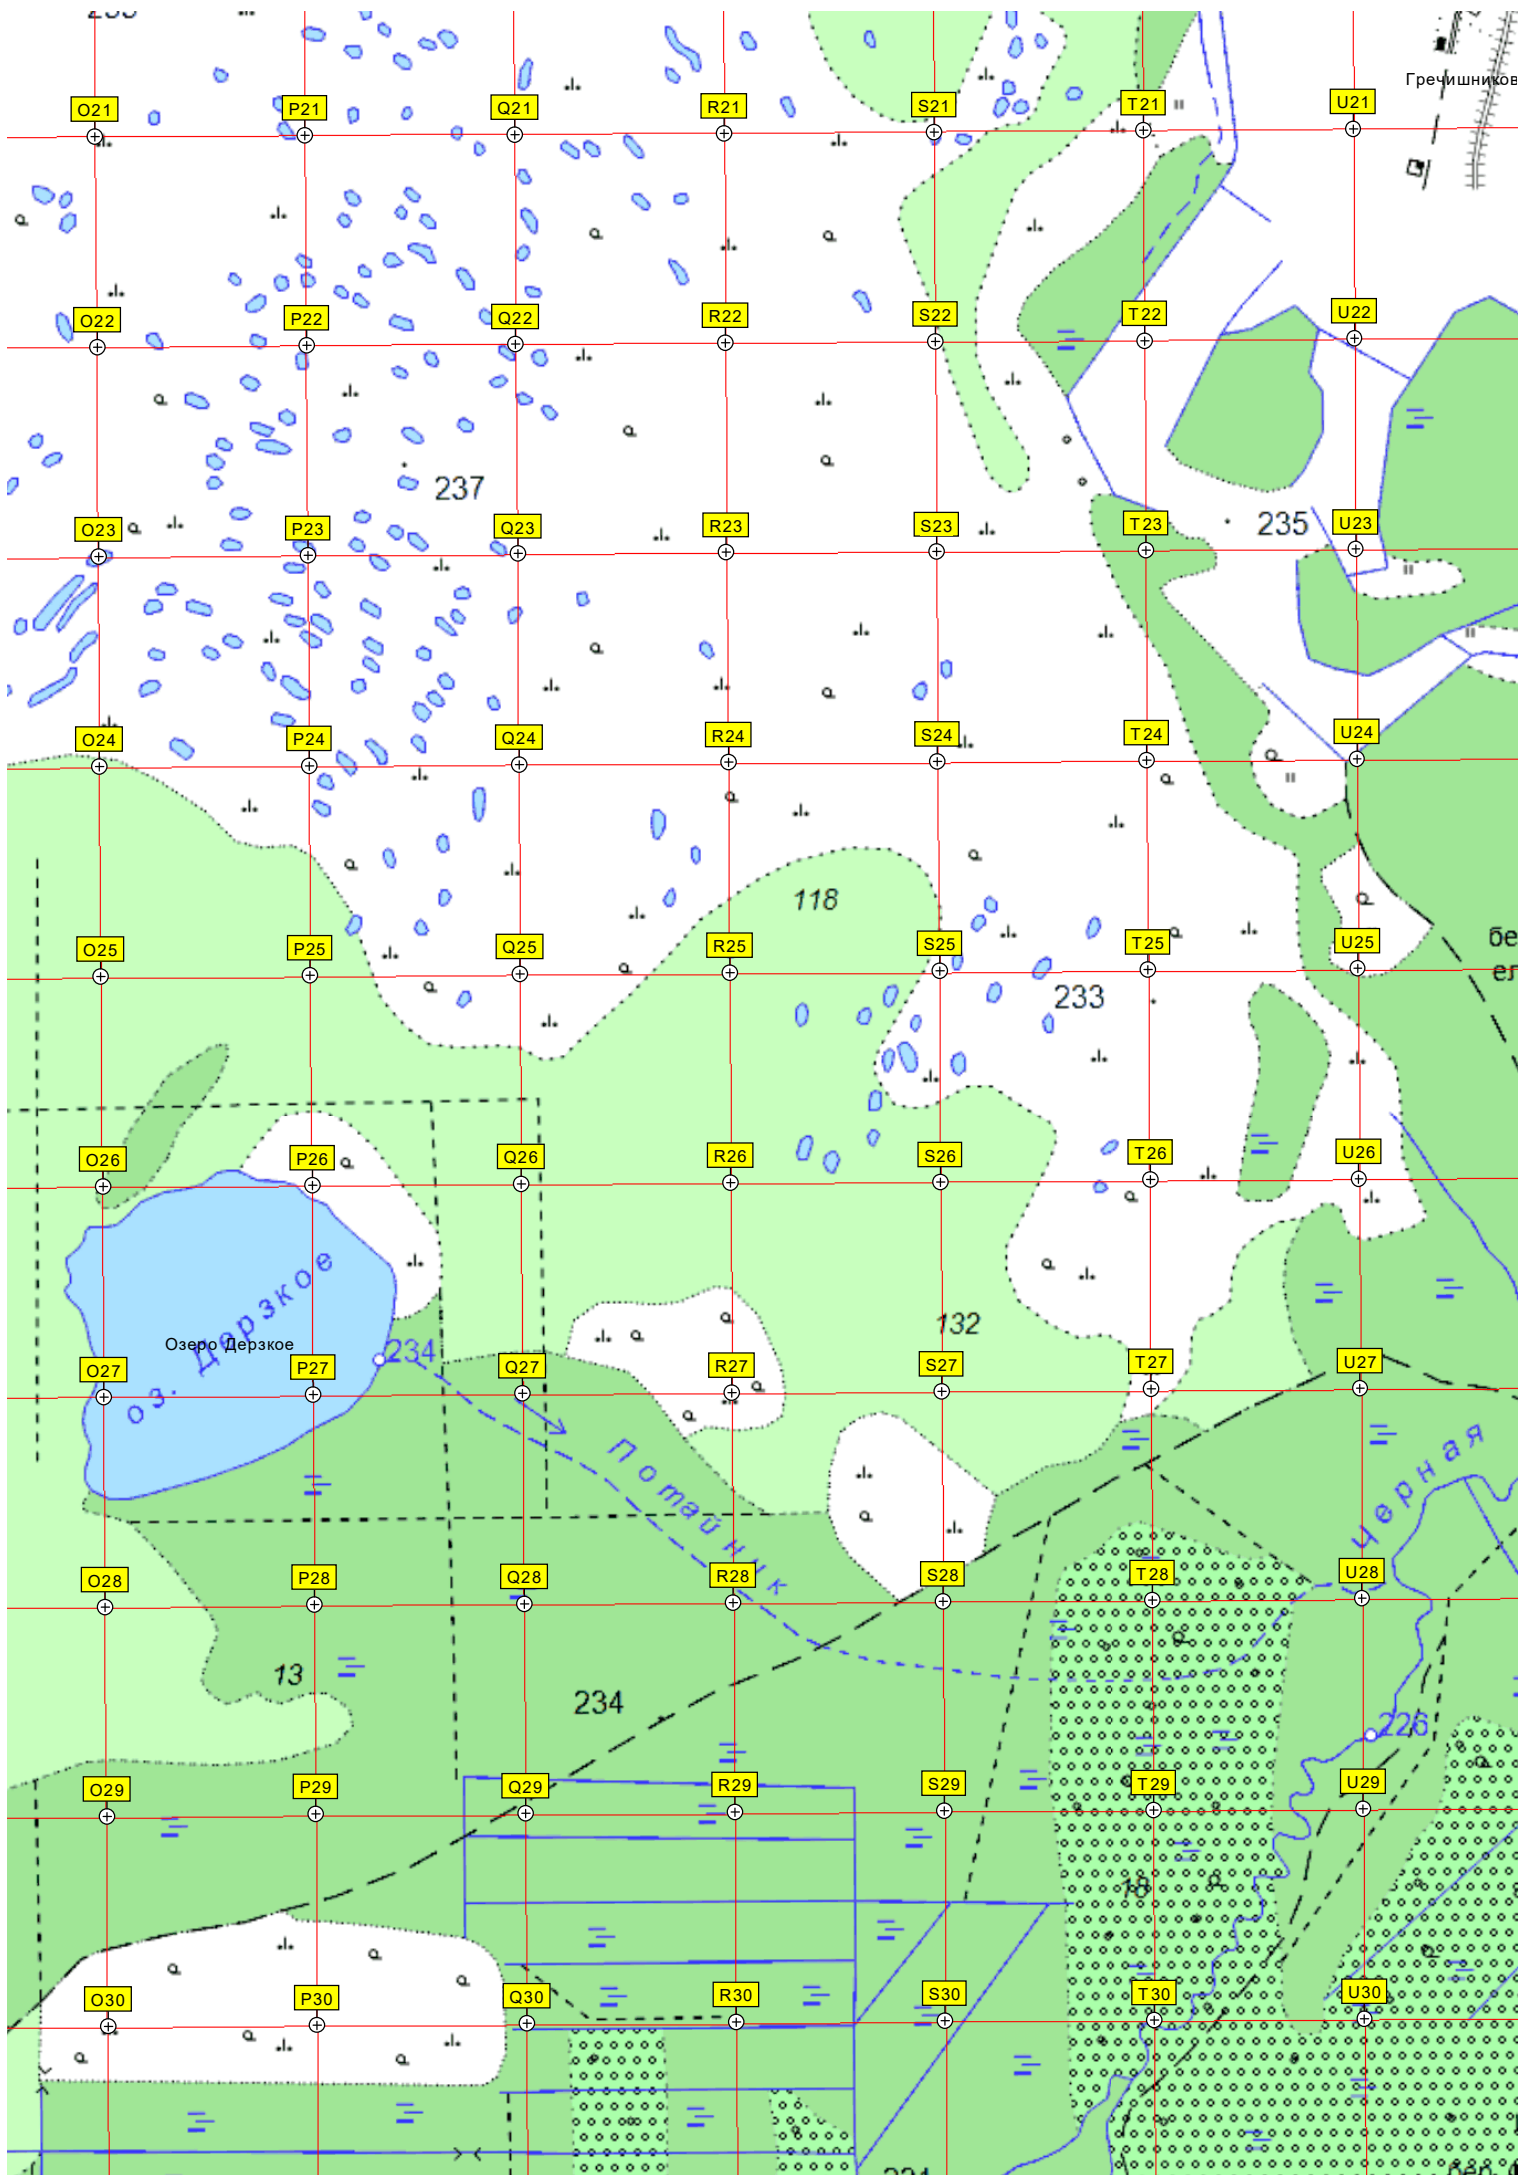 Гречишников
O21 P21 Q21 R21 S21 T21 U21
O22 P22 Q22 R22 S22 T22 U22
237
O23 P23 Q23 R23 S23 T23 235 U23
O24 P24 Q24 R24 S24 T24 U24
118
O25 P25 Q25 R25 S25 T25 U25
бе
ел
233
O26 P26 Q26 R26 S26 T26 U26
оз. Дерзкое
132
Озеро Дерзкое
234
O27 P27 Q27 R27 S27 T27 U27
Потайник
Черная
O28 P28 Q28 R28 S28 T28 U28
13
234
226
O29 P29 Q29 R29 S29 T29 U29
18
O30 P30 Q30 R30 S30 T30 U30